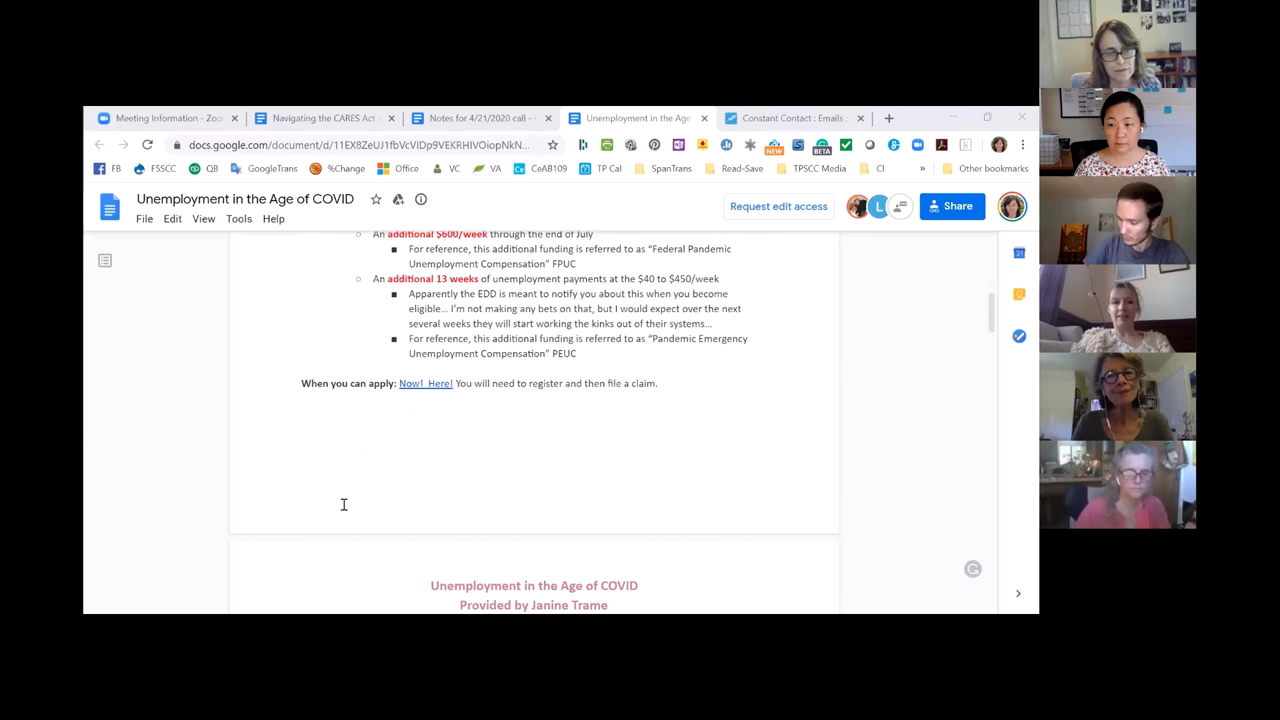 Meeting Information - Zoo
Navigating the CARES Act
Notes for 4/21/2020 call -
Unemployment in the Age
Constant Contact : Emails :
docs.google.com/document/d/11EX8ZeUJ1fbVcVIDp9VEKRHIVOiopNkN...
NEW
BETA
FB
FSSCC
QB
GoogleTrans
%Change
Office
VC
VA
CeAB109
TP Cal
SpanTrans
Read-Save
TPSCC Media
CI
»
Other bookmarks
Unemployment in the Age of COVID
File Edit View Tools Help
Request edit access
L
Share
○ An additional $600/week through the end of July
■ For reference, this additional funding is referred to as “Federal Pandemic
Unemployment Compensation” FPUC
○ An additional 13 weeks of unemployment payments at the $40 to $450/week
■ Apparently the EDD is meant to notify you about this when you become
eligible... I’m not making any bets on that, but I would expect over the next
several weeks they will start working the kinks out of their systems...
■ For reference, this additional funding is referred to as “Pandemic Emergency
Unemployment Compensation” PEUC
When you can apply: Now! Here! You will need to register and then file a claim.
Unemployment in the Age of COVID
Provided by Janine Trame